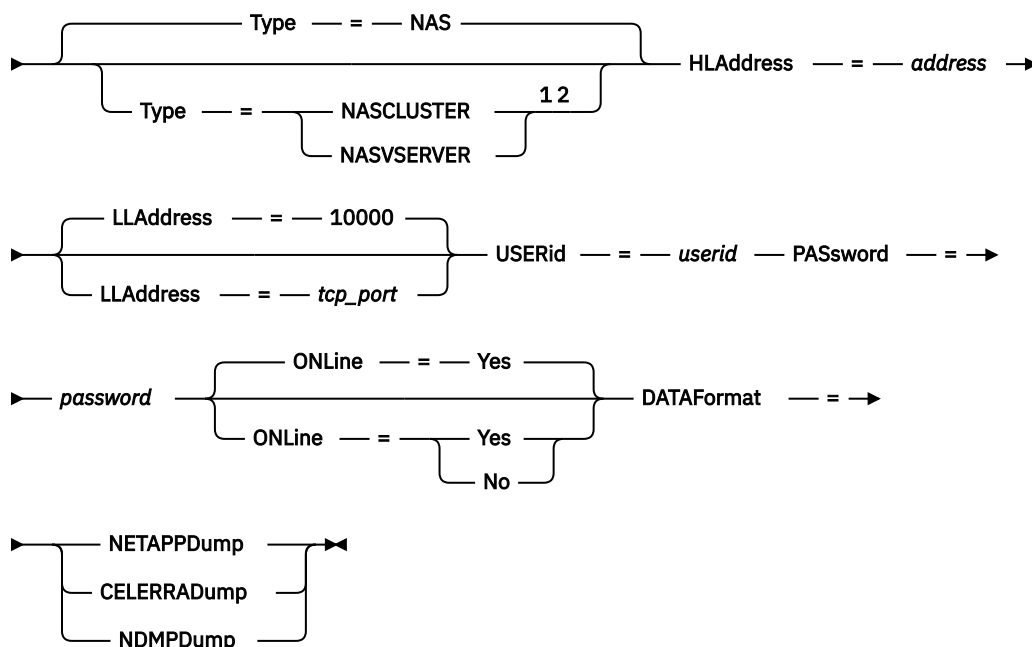 Type = NAS
HLAddress = address
Type = NASCLUSTER 1 2
NASVSERVER
LLAddress = 10000
USERid = userid PASsword =
LLAddress = tcp_port
ONLine = Yes
password DATAFormat =
ONLine = Yes
No
NETAPPDump
CELERRADump
NDMPDump